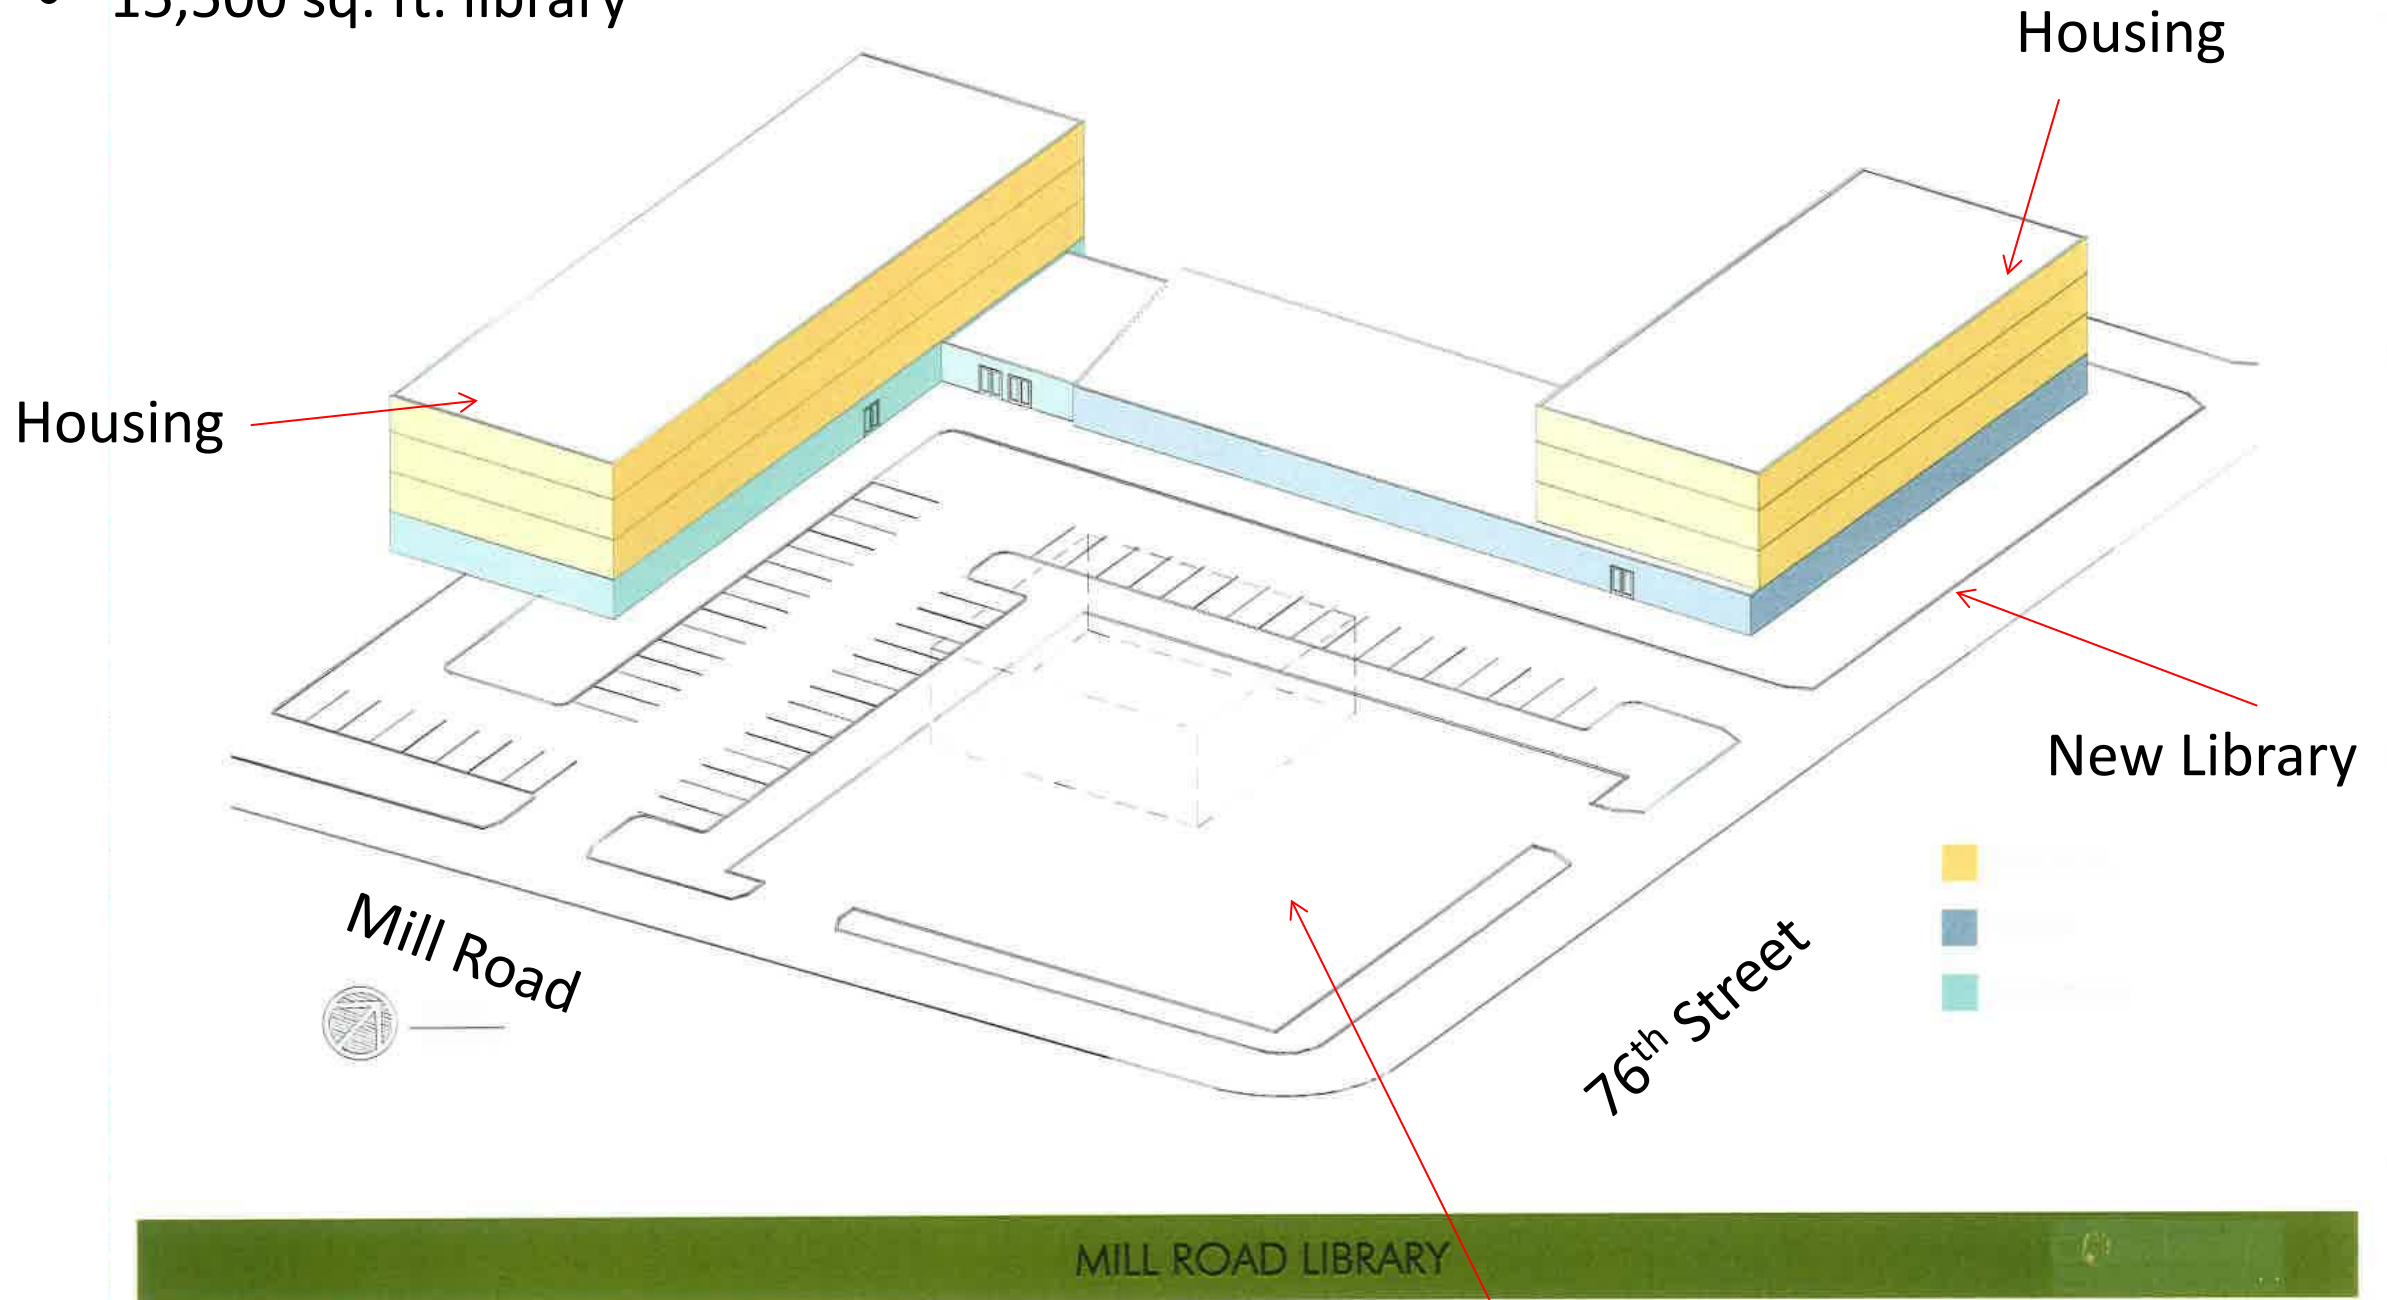 • 15,500 sq. ft. library
Housing
Housing
New Library
Mill Road
76th Street
MILL ROAD LIBRARY